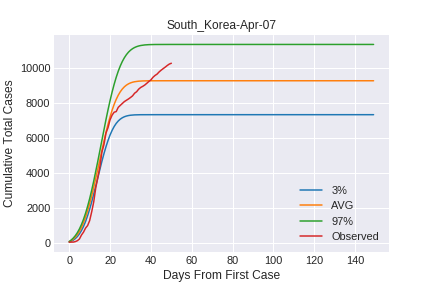 South_Korea-Apr-07
Cumulative Total Cases
10000
8000
6000
4000
2000
0
3%
AVG
97%
Observed
0 20 40 60 80 100 120 140
Days From First Case